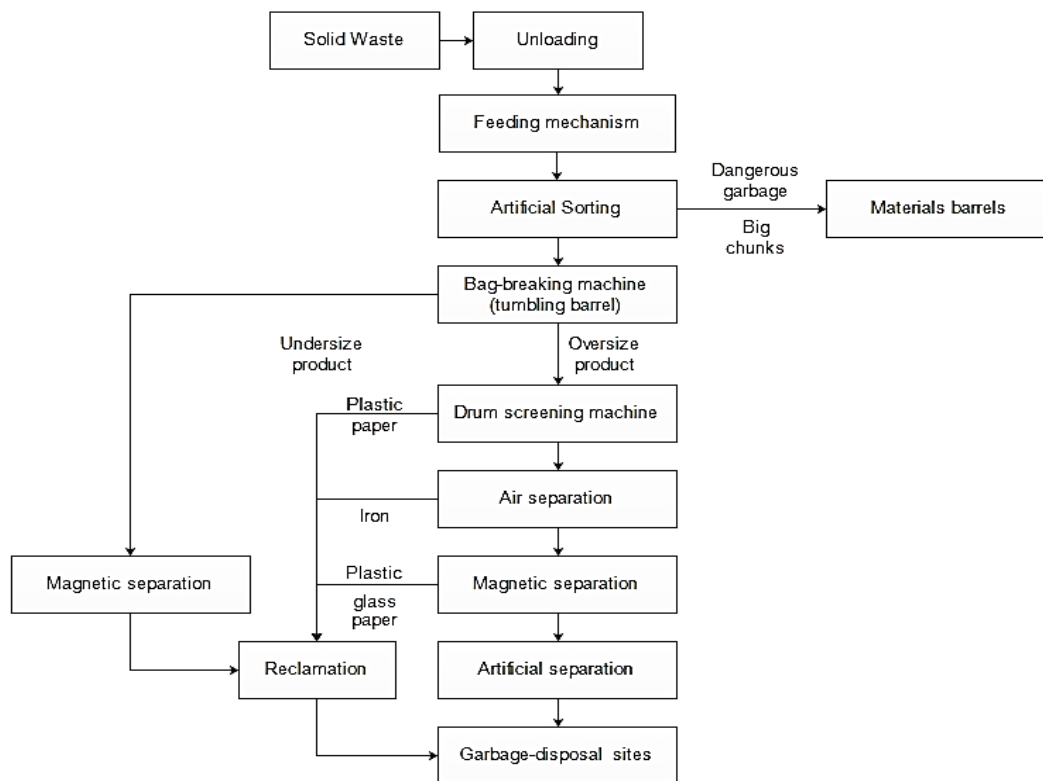 Solid Waste
Unloading
Feeding mechanism
Dangerous
garbage
Artificial Sorting
Materials barrels
Big
chunks
Bag-breaking machine
(tumbling barrel)
Undersize
product
Oversize
product
Plastic
paper
Drum screening machine
Air separation
Iron
Magnetic separation
Plastic
glass
paper
Magnetic separation
Reclamation
Artificial separation
Garbage-disposal sites